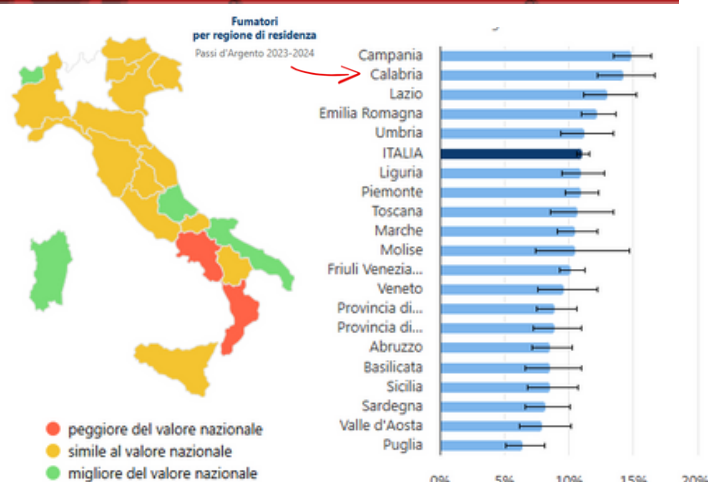 Fumatori
per regione di residenza
Passi d'Argento 2023-2024
Campania
Calabria
Lazio
Emilia Romagna
Umbria
ITALIA
Liguria
Piemonte
Toscana
Marche
Molise
Friuli Venezia...
Veneto
Provincia di...
Provincia di...
Abruzzo
Basilicata
Sicilia
Sardegna
Valle d'Aosta
Puglia
0% 5% 10% 15% 20%
peggiore del valore nazionale
simile al valore nazionale
migliore del valore nazionale